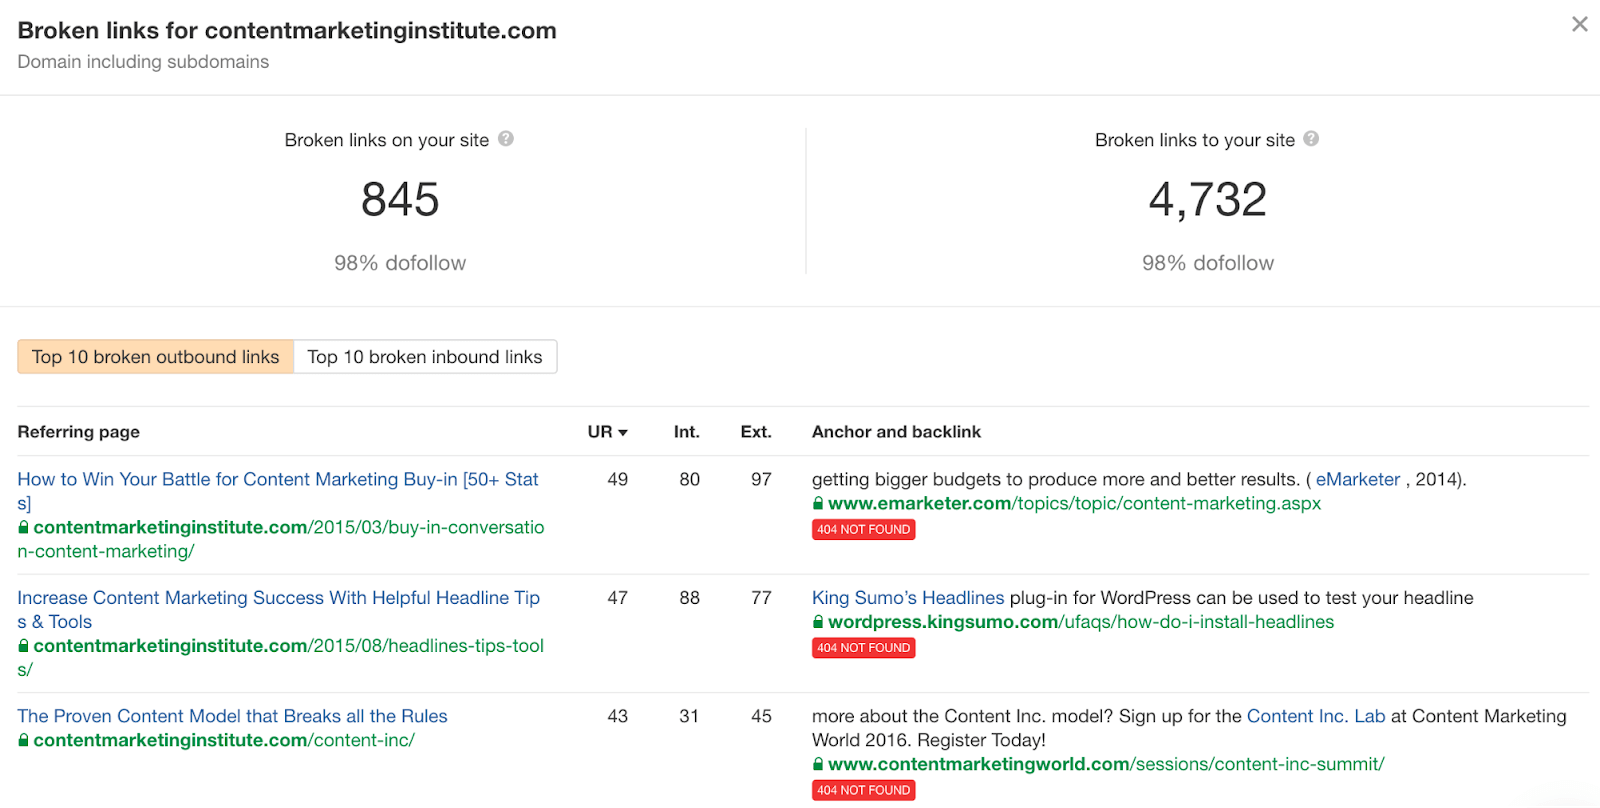 Broken links for contentmarketinginstitute.com
Domain including subdomains
Broken links on your site ?
845
98% dofollow
Broken links to your site ?
4,732
98% dofollow
Top 10 broken outbound links
Top 10 broken inbound links
Referring page UR Int. Ext. Anchor and backlink
How to Win Your Battle for Content Marketing Buy-in [50+ Stat
s]
contentmarketinginstitute.com/2015/03/buy-in-conversatio
n-content-marketing/
49 80 97
getting bigger budgets to produce more and better results. ( eMarketer , 2014).
www.emarketer.com/topics/topic/content-marketing.aspx
404 NOT FOUND
Increase Content Marketing Success With Helpful Headline Tip
s & Tools
contentmarketinginstitute.com/2015/08/headlines-tips-tool
s/
47 88 77
King Sumo’s Headlines plug-in for WordPress can be used to test your headline
wordpress.kingsumo.com/ufaqs/how-do-i-install-headlines
404 NOT FOUND
The Proven Content Model that Breaks all the Rules
contentmarketinginstitute.com/content-inc/
43 31 45
more about the Content Inc. model? Sign up for the Content Inc. Lab at Content Marketing
World 2016. Register Today!
www.contentmarketingworld.com/sessions/content-inc-summit/
404 NOT FOUND